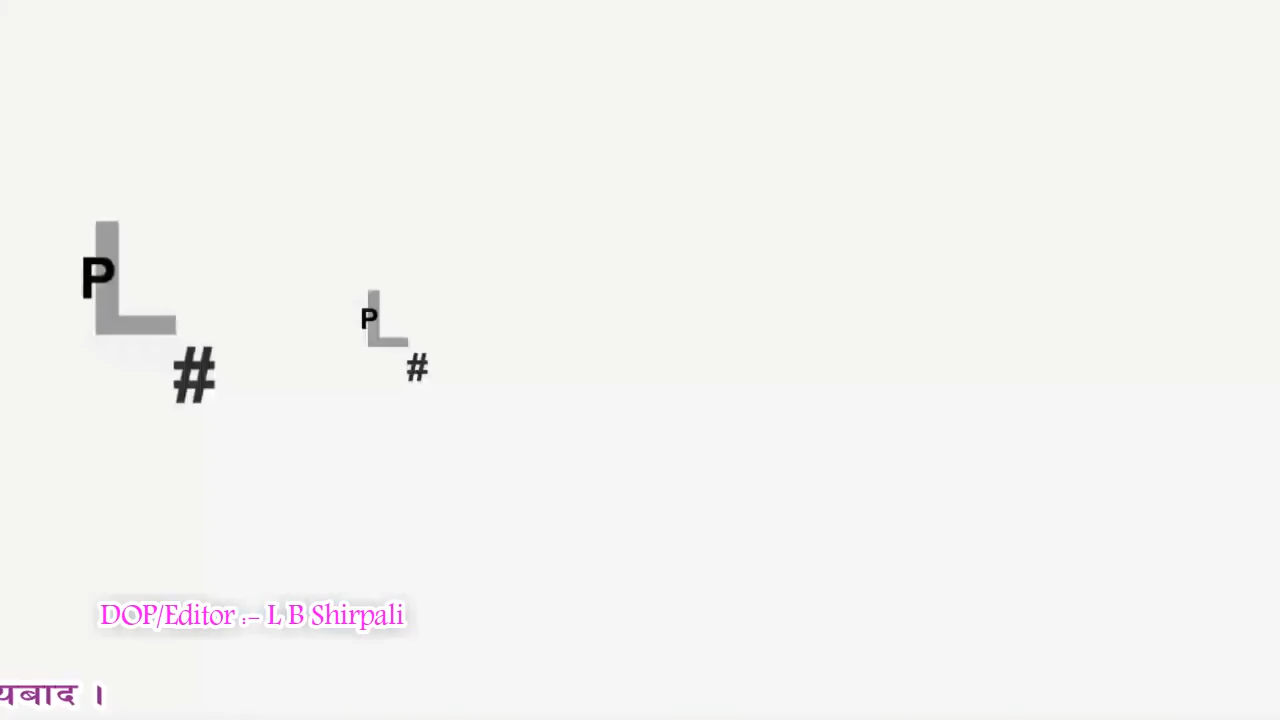 P L #
P L #
DOP/Editor :- L B Shirpali
यबाद ।